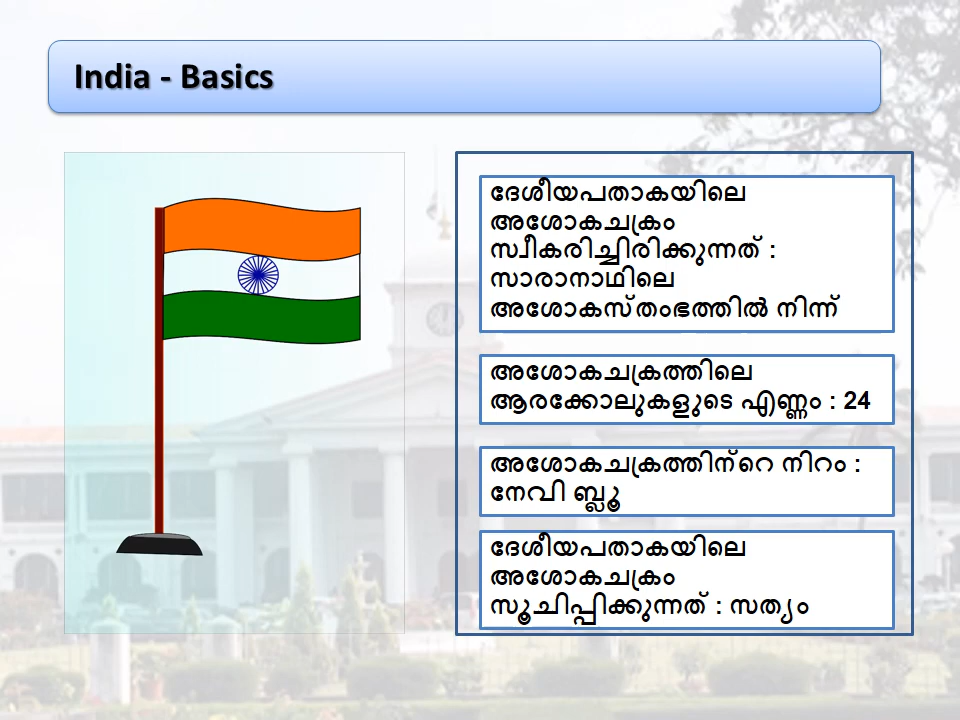 India - Basics
ദേശീയപതാകയിലെ
അശോകചക്രം
സ്വീകരിച്ചിരിക്കുന്നത് :
സാരാനാഥിലെ
അശോകസ്തംഭത്തിൽ നിന്ന്
അശോകചക്രത്തിലെ
ആരക്കോലുകളുടെ എണ്ണം : 24
അശോകചക്രത്തിന്റെ നിറം :
നേവി ബ്ലൂ
ദേശീയപതാകയിലെ
അശോകചക്രം
സൂചിപ്പിക്കുന്നത് : സത്യം